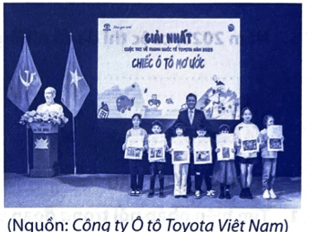 GIẢI NHẤT
CUỘC THI VẼ TRANH QUỐC TẾ TOYOTA NĂM 2023
CHIẾC Ô TÔ MƠ ƯỚC
(Nguồn: Công ty Ô tô Toyota Việt Nam)